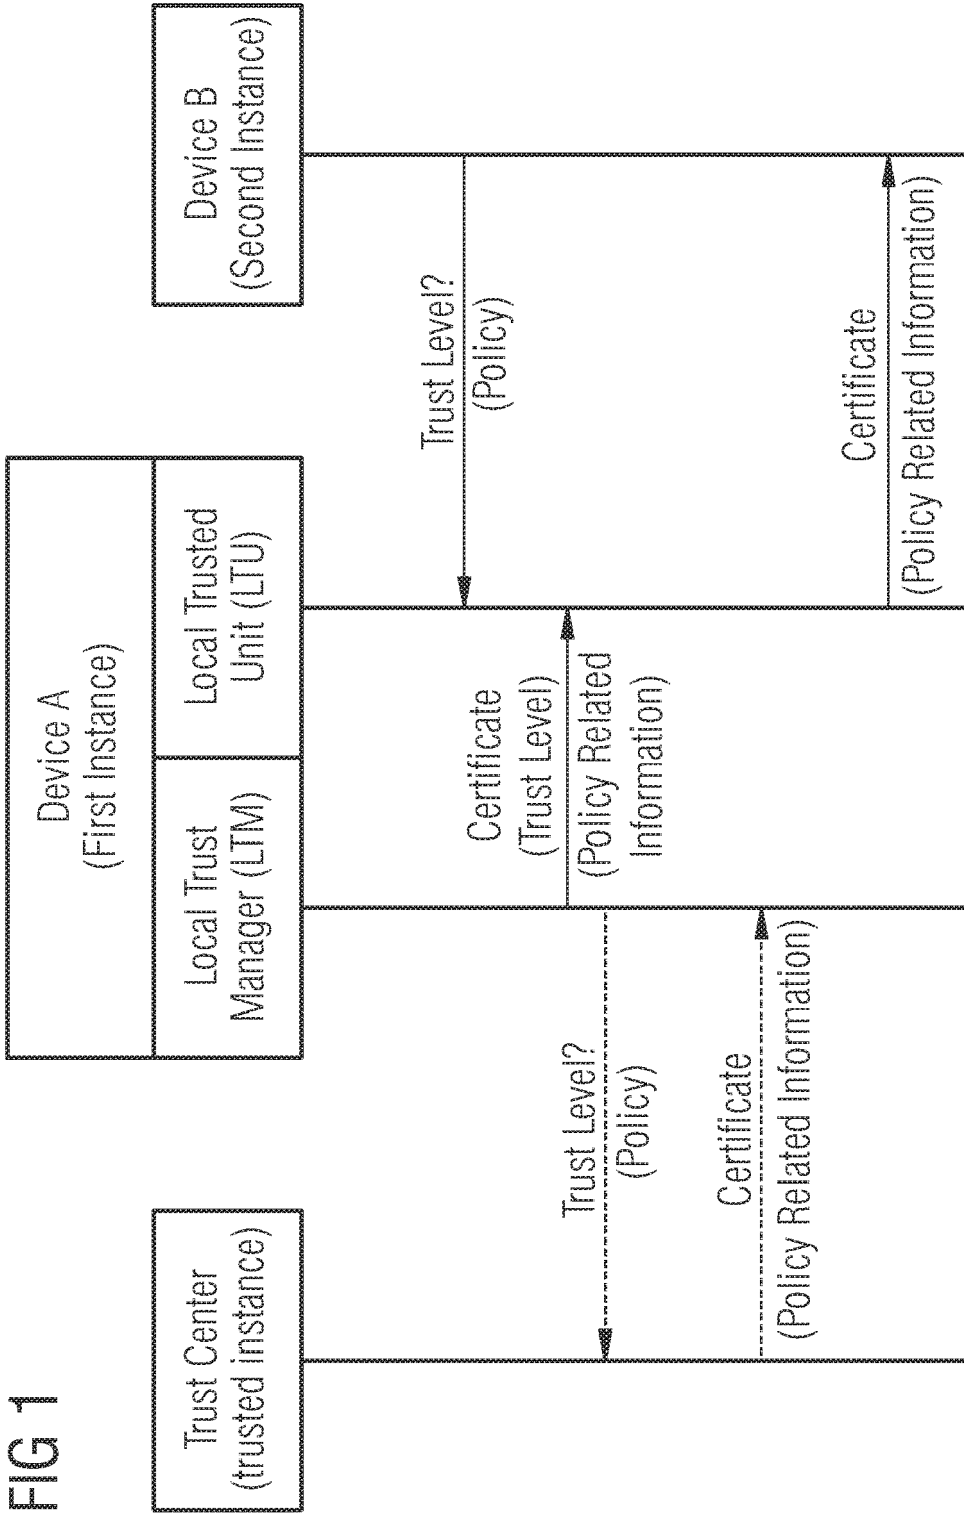 FIG 1
Trust Center
(trusted instance)
Device A
(First Instance)
Local Trust
Manager (LTM)
Local Trusted
Unit (LTU)
Device B
(Second Instance)
Trust Level?
(Policy)
Certificate
(Trust Level)
(Policy Related
Information)
Trust Level?
(Policy)
Certificate
(Policy Related Information)
Certificate
(Policy Related Information)